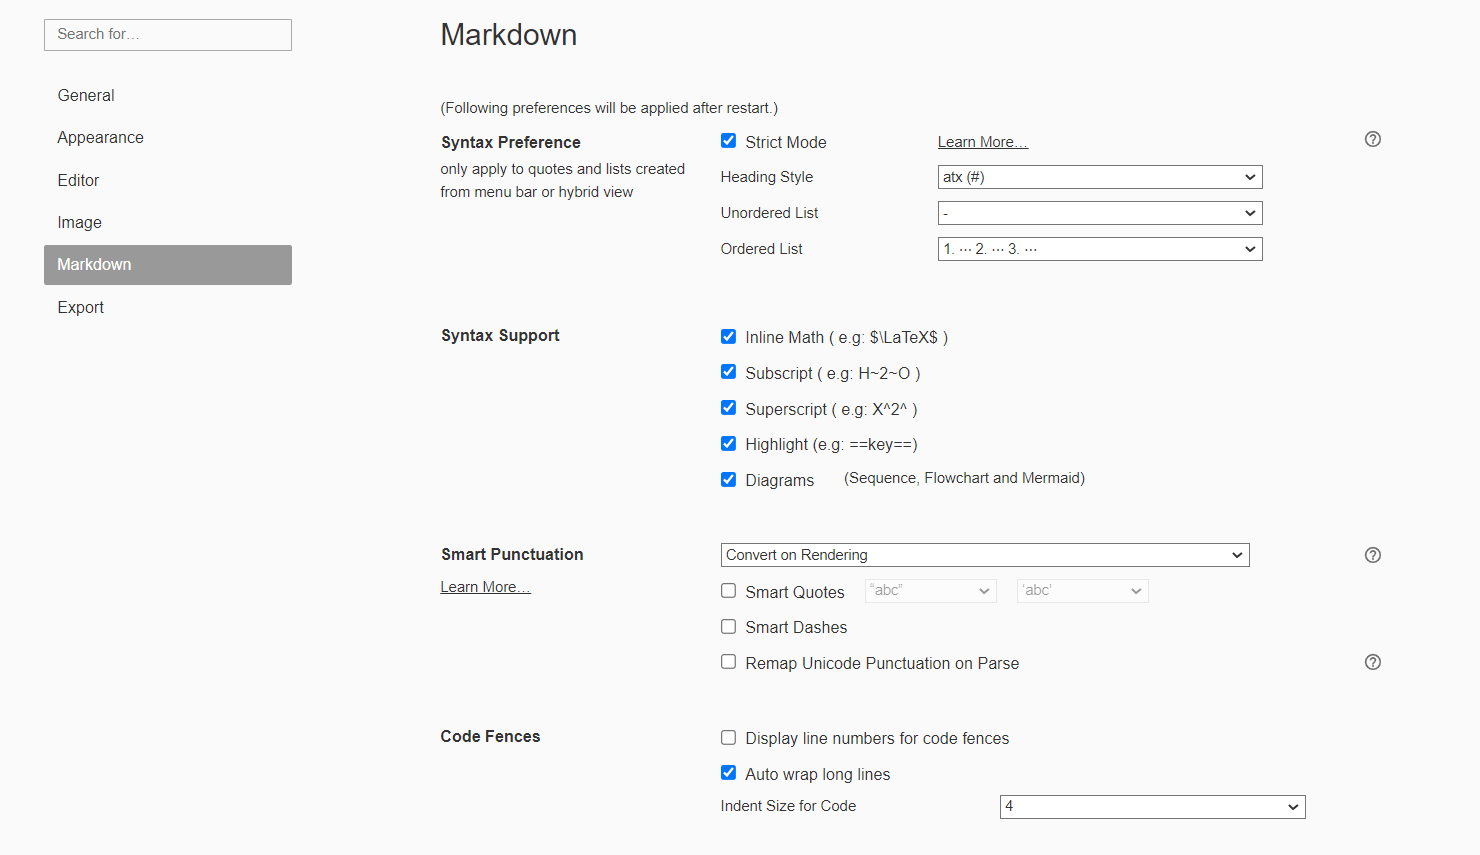 Search for…
General
Appearance
Editor
Image
Markdown
Export
Markdown
(Following preferences will be applied after restart.)
Syntax Preference
only apply to quotes and lists created
from menu bar or hybrid view
Strict Mode
Learn More…
Heading Style
atx (#)
Unordered List
-
Ordered List
1. ··· 2. ··· 3. ···
Syntax Support
Inline Math ( e.g: $\LaTeX$ )
Subscript ( e.g: H~2~O )
Superscript ( e.g: X^2^ )
Highlight (e.g: ==key==)
Diagrams (Sequence, Flowchart and Mermaid)
Smart Punctuation
Learn More…
Convert on Rendering
Smart Quotes “abc” ‘abc’
Smart Dashes
Remap Unicode Punctuation on Parse
Code Fences
Display line numbers for code fences
Auto wrap long lines
Indent Size for Code
4